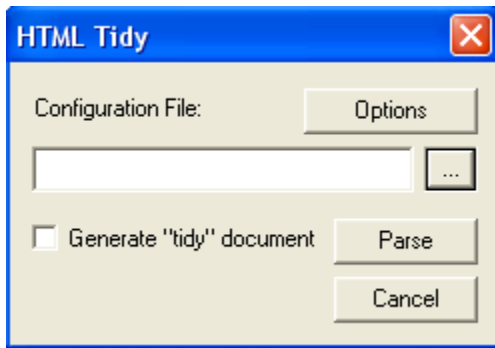 HTML Tidy
Configuration File:
Options
...
Generate "tidy" document
Parse
Cancel